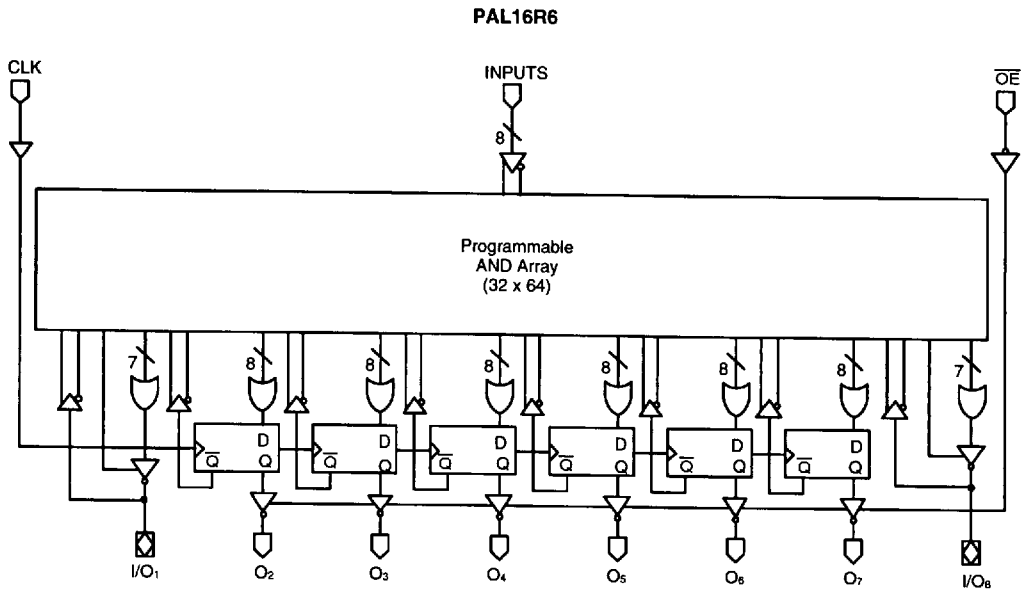 PAL16R6
CLK
INPUTS
OE
8
Programmable
AND Array
(32 x 64)
7
8
8
8
8
8
8
7
D
Q
Q
D
Q
Q
D
Q
Q
D
Q
Q
D
Q
Q
D
Q
Q
I/O1
O2
O3
O4
O5
O6
O7
I/O8